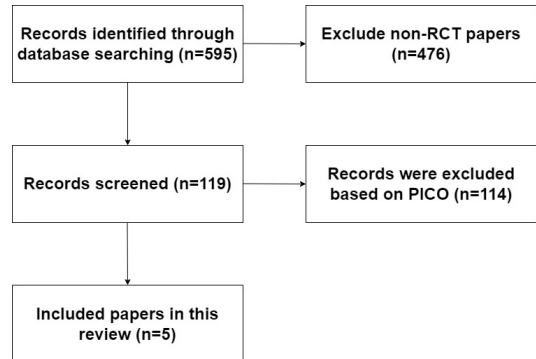 Records identified through
database searching (n=595)
Exclude non-RCT papers
(n=476)
Records screened (n=119)
Records were excluded
based on PICO (n=114)
Included papers in this
review (n=5)